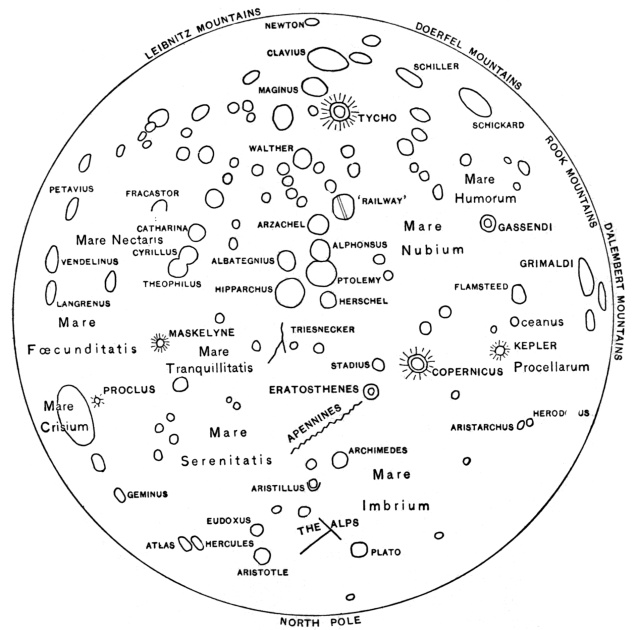 LEIBNITZ MOUNTAINS
NEWTON
DOERFEL MOUNTAINS
CLAVIUS
SCHILLER
MAGINUS
TYCHO
SCHICKARD
ROOK MOUNTAINS
WALTHER
PETAVIUS
FRACASTOR
'RAILWAY'
Mare
Humorum
CATHARINA
ARZACHEL
Mare
Nubium
GASSENDI
D'ALEMBERT MOUNTAINS
Mare Nectaris
CYRILLUS
ALPHONSUS
VENDELINUS
ALBATEGNIUS
GRIMALDI
THEOPHILUS
PTOLEMY
HIPPARCHUS
HERSCHEL
FLAMSTEED
LANGRENUS
Mare
Fœcunditatis
MASKELYNE
TRIESNECKER
Oceanus
Procellarum
KEPLER
Mare
Tranquillitatis
STADIUS
COPERNICUS
PROCLUS
ERATOSTHENES
Mare
Crisium
APENNINES
ARISTARCHUS
Mare
Serenitatis
ARCHIMEDES
Mare
Imbrium
ARISTILLUS
GEMINUS
EUDOXUS
THE ALPS
ATLAS
HERCULES
PLATO
ARISTOTLE
NORTH POLE